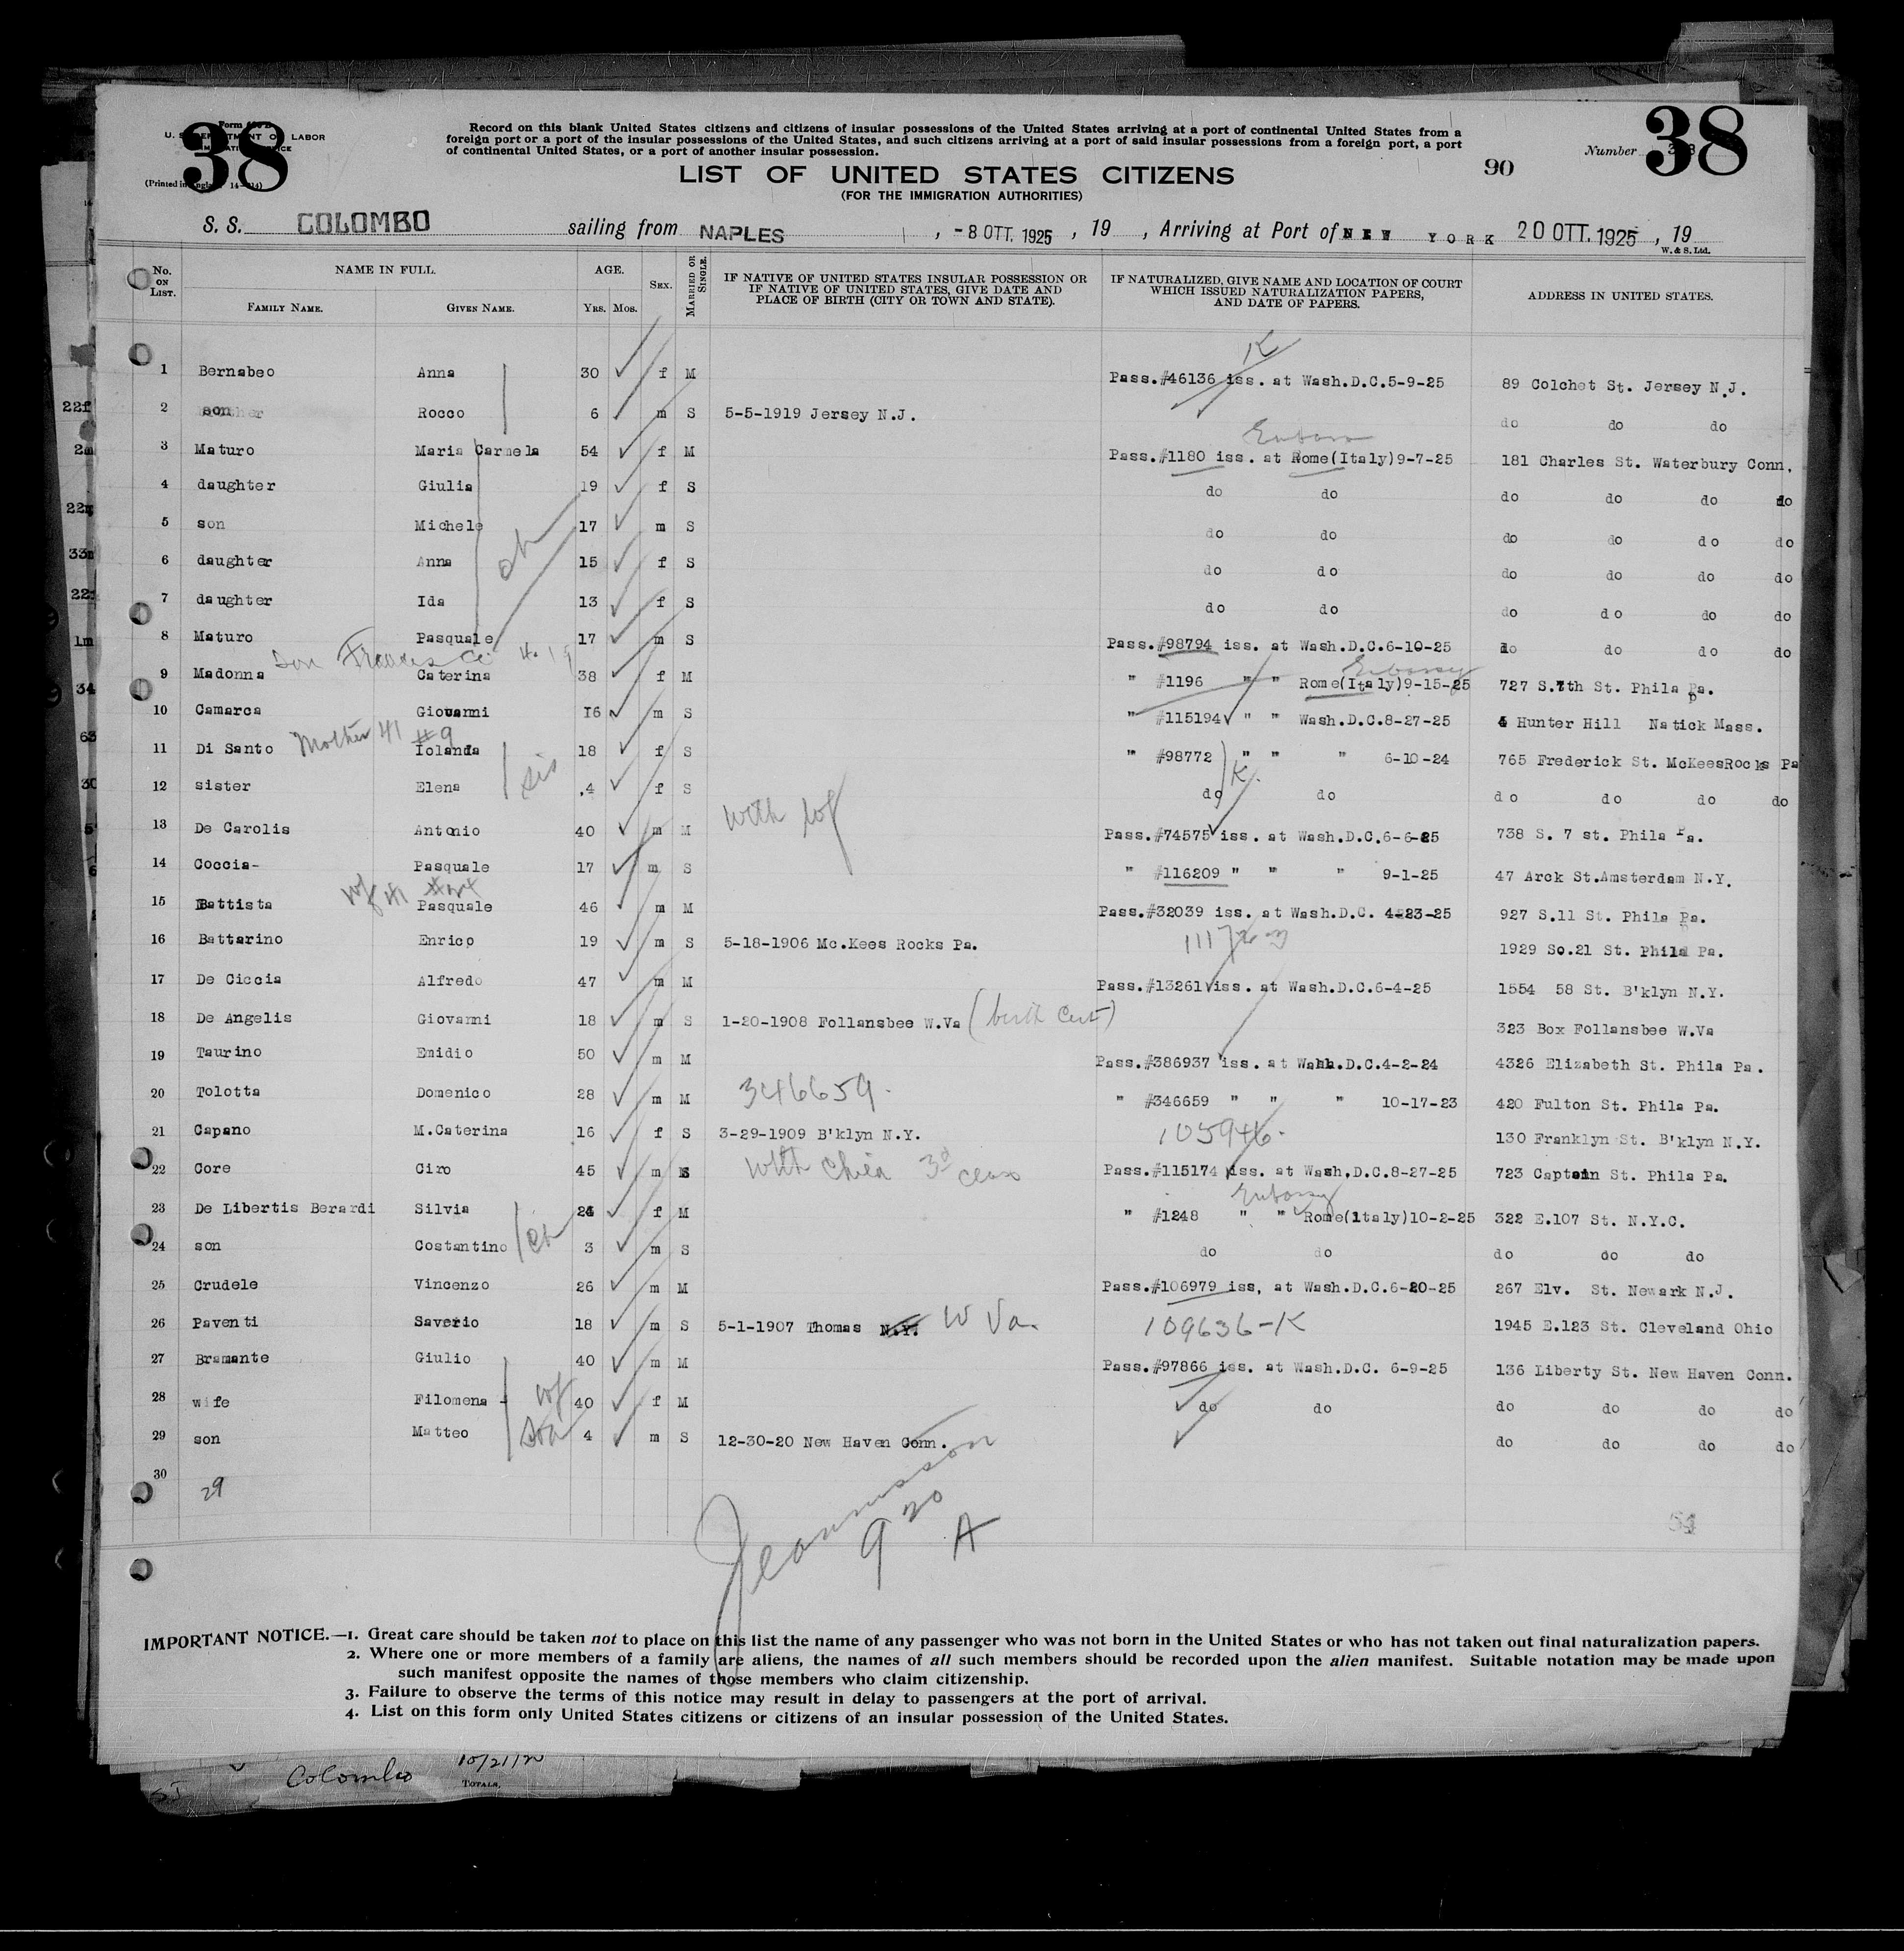 38
Form
U. S. DEPARTMENT OF LABOR
(Printed in England 14-214)
Record on this blank United States citizens and citizens of insular possessions of the United States arriving at a port of continental United States from a
foreign port or a port of the insular possessions of the United States, and such citizens arriving at a port of said insular possessions from a foreign port, a port
of continental United States, or a port of another insular possession.
Number 38
LIST OF UNITED STATES CITIZENS
90
(FOR THE IMMIGRATION AUTHORITIES)
S. S. COLOMBO sailing from NAPLES , -8 OTT. 1925 , 19 , Arriving at Port of NEW YORK 20 OTT. 1925 , 19
W. & S. Ltd.
No. ON LIST. NAME IN FULL. FAMILY NAME. GIVEN NAME. AGE. YRS. MOS. SEX. MARRIED OR SINGLE. IF NATIVE OF UNITED STATES INSULAR POSSESSION OR IF NATIVE OF UNITED STATES, GIVE DATE AND PLACE OF BIRTH (CITY OR TOWN AND STATE). IF NATURALIZED, GIVE NAME AND LOCATION OF COURT WHICH ISSUED NATURALIZATION PAPERS, AND DATE OF PAPERS. ADDRESS IN UNITED STATES.
K
1 Bernabeo Anna 30 f M Pass.#46136 iss. at Wash.D.C.5-9-25 89 Colchet St. Jersey N.J.
2 son Rocco 6 m S 5-5-1919 Jersey N.J. do do do
3 Maturo Maria Carmela 54 f M Pass.#1180 iss. at Rome(Italy)9-7-25 181 Charles St. Waterbury Conn,
4 daughter Giulia 19 f S do do do do do do
5 son Michele 17 m S do do do do do do
6 daughter Anna 15 f S do do do do do do
7 daughter Ida 13 f S do do do do do do
8 Maturo Pasquale 17 m S Pass.#98794 iss. at Wash.D.C.6-10-25 do do do do
Embassy
9 Madonna Caterina 38 f M " #1196 " " Rome(Italy)9-15-25 727 S.7th St. Phila Pa.
10 Camarca Giovanni 16 m S " #115194 " " Wash.D.C.8-27-25 4 Hunter Hill Natick Mass.
Mother 41 #9
11 Di Santo Iolanda 18 f S " #98772 " " " 6-10-24 765 Frederick St. McKeesRocks Pa
sis K.
12 sister Elena ,4 f S do do do do do do
with wf
13 De Carolis Antonio 40 m M Pass.#74575 iss. at Wash.D.C.6-6-25 738 S. 7 st. Phila Pa.
14 Coccia- Pasquale 17 m S " #116209 " " " 9-1-25 47 Arck St.Amsterdam N.Y.
15 Battista Pasquale 46 m M Pass.#32039 iss. at Wash.D.C. 4-23-25 927 S.11 St. Phila Pa.
16 Battarino Enrico 19 m S 5-18-1906 Mc.Kees Rocks Pa. 1929 So.21 St. Phila Pa.
17 De Ciccia Alfredo 47 m M Pass.#13261 iss. at Wash.D.C.6-4-25 1554 58 St. B'klyn N.Y.
18 De Angelis Giovanni 18 m S 1-20-1908 Follansbee W.Va (birth Cert) 323 Box Follansbee W.Va
19 Taurino Emidio 50 m M Pass.#386937 iss. at Wash.D.C.4-2-24 4326 Elizabeth St. Phila Pa.
20 Tolotta Domenico 28 m M 346659. " #346659 " " " 10-17-23 420 Fulton St. Phila Pa.
21 Capano M.Caterina 16 f S 3-29-1909 B'klyn N.Y. 105946. 130 Franklyn St. B'klyn N.Y.
22 Core Ciro 45 m with 3d class Pass.#115174 iss. at Wash.D.C.8-27-25 723 Captain St. Phila Pa.
Embassy
23 De Libertis Berardi Silvia f M " #1248 " " Rome(Italy)10-2-25 322 E.107 St. N.Y.C.
24 son Costantino 3 m S do do do do do
25 Crudele Vincenzo 26 m M Pass.#106979 iss, at Wash.D.C.6-20-25 267 Elv. St. Newark N.J.
26 Paventi Saverio 18 m S 5-1-1907 Thomas N.Y. W Va. 109636-K 1945 E.123 St. Cleveland Ohio
27 Bramante Giulio 40 m M Pass.#97866 iss. at Wash.D.C. 6-9-25 136 Liberty St. New Haven Conn.
28 wife Filomena - wf 40 f M do do do do do do
29 son Matteo son 4 m S 12-30-20 New Haven Conn. do do do do
30
29
9 20 A
IMPORTANT NOTICE.—1. Great care should be taken not to place on this list the name of any passenger who was not born in the United States or who has not taken out final naturalization papers.
2. Where one or more members of a family are aliens, the names of all such members should be recorded upon the alien manifest. Suitable notation may be made upon
such manifest opposite the names of those members who claim citizenship.
3. Failure to observe the terms of this notice may result in delay to passengers at the port of arrival.
4. List on this form only United States citizens or citizens of an insular possession of the United States.
Colombo
TOTALS,